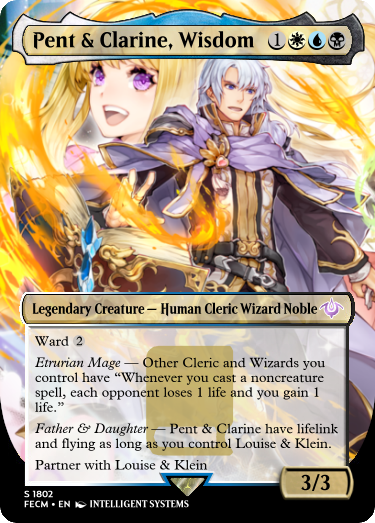 Pent & Clarine, Wisdom 1
Legendary Creature — Human Cleric Wizard Noble
Ward 2
Etrurian Mage — Other Cleric and Wizards you
control have “Whenever you cast a noncreature
spell, each opponent loses 1 life and you gain 1
life.”
Father & Daughter — Pent & Clarine have lifelink
and flying as long as you control Louise & Klein.
Partner with Louise & Klein
3/3
S 1802
FECM • EN INTELLIGENT SYSTEMS